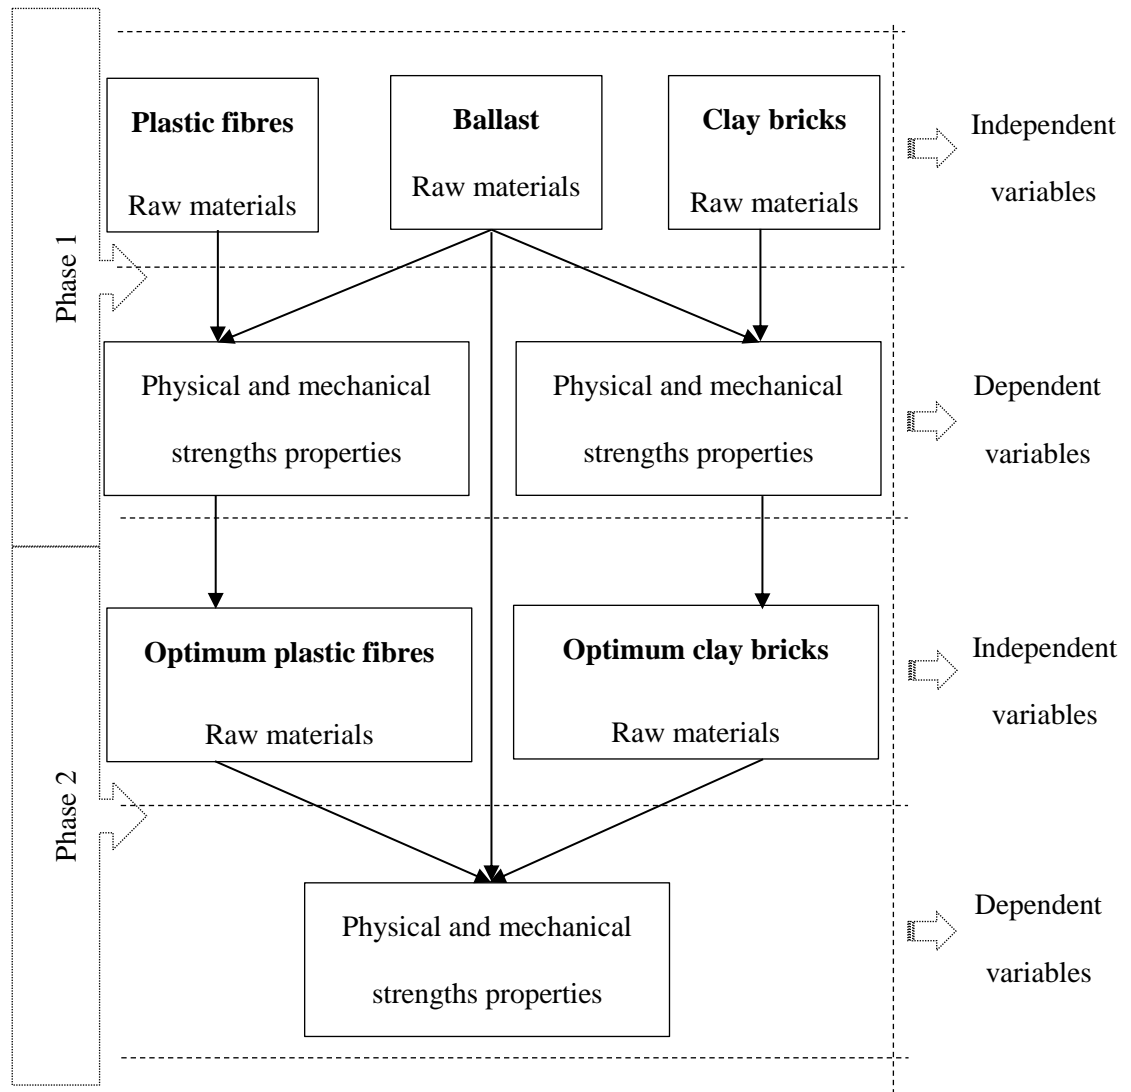 Phase 1
Plastic fibres
Raw materials
Ballast
Raw materials
Clay bricks
Raw materials
Independent
variables
Physical and mechanical
strengths properties
Physical and mechanical
strengths properties
Dependent
variables
Phase 2
Optimum plastic fibres
Raw materials
Optimum clay bricks
Raw materials
Independent
variables
Physical and mechanical
strengths properties
Dependent
variables